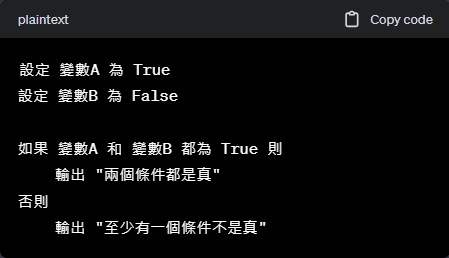 plaintext
Copy code
設定 變數A 為 True
設定 變數B 為 False
如果 變數A 和 變數B 都為 True 則
輸出 "兩個條件都是真"
否則
輸出 "至少有一個條件不是真"